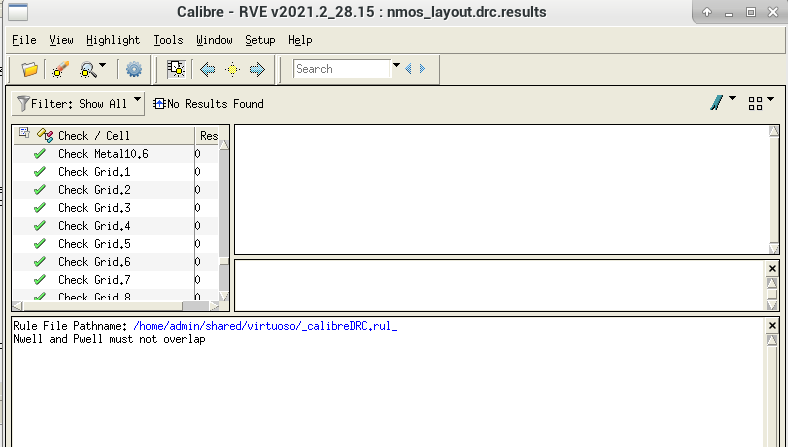 Calibre - RVE v2021.2_28.15 : nmos_layout.drc.results
File View Highlight Tools Window Setup Help
Search
Filter: Show All No Results Found
Check / Cell Res
Check Metal10.6 0
Check Grid.1 0
Check Grid.2 0
Check Grid.3 0
Check Grid.4 0
Check Grid.5 0
Check Grid.6 0
Check Grid.7 0
Check Grid.8 0
Rule File Pathname: /home/admin/shared/virtuoso/_calibreDRC.rul_
Nwell and Pwell must not overlap